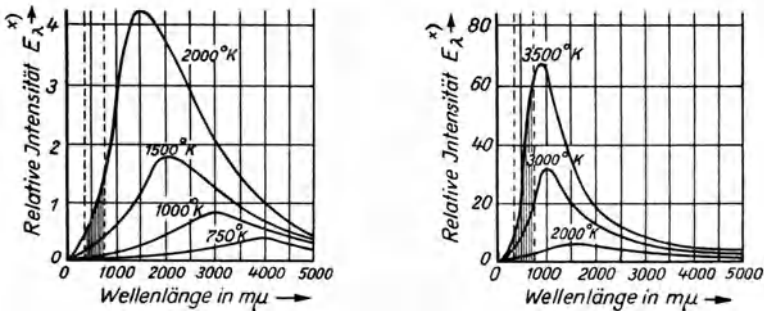 Relative Intensität E λ x)
4
3
2
1
0
2000°K
1500°K
1000°K
750°K
0 1000 2000 3000 4000 5000
Wellenlänge in mµ
Relative Intensität E λ x)
80
60
40
20
0
3500°K
3000°K
2000°K
0 1000 2000 3000 4000 5000
Wellenlänge in mµ